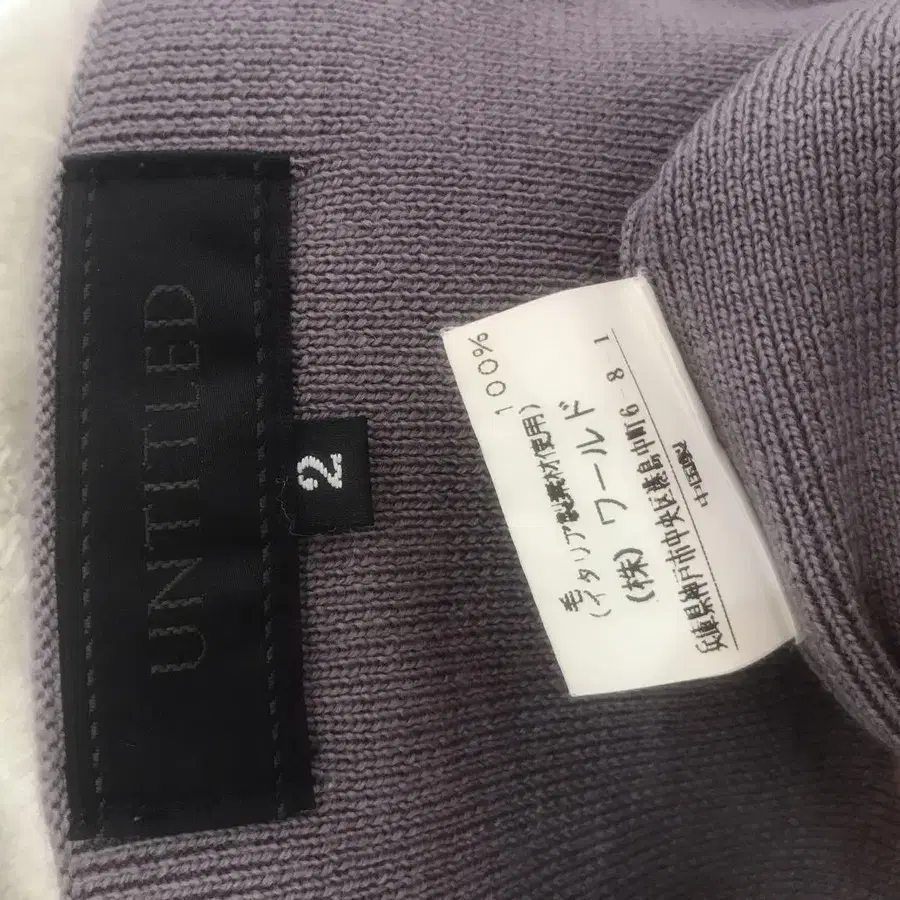 UNTITLED
2
毛 100%
(イタリア製素材使用)
(株) ワールド
兵庫県神戸市中央区港島中町6-8-1